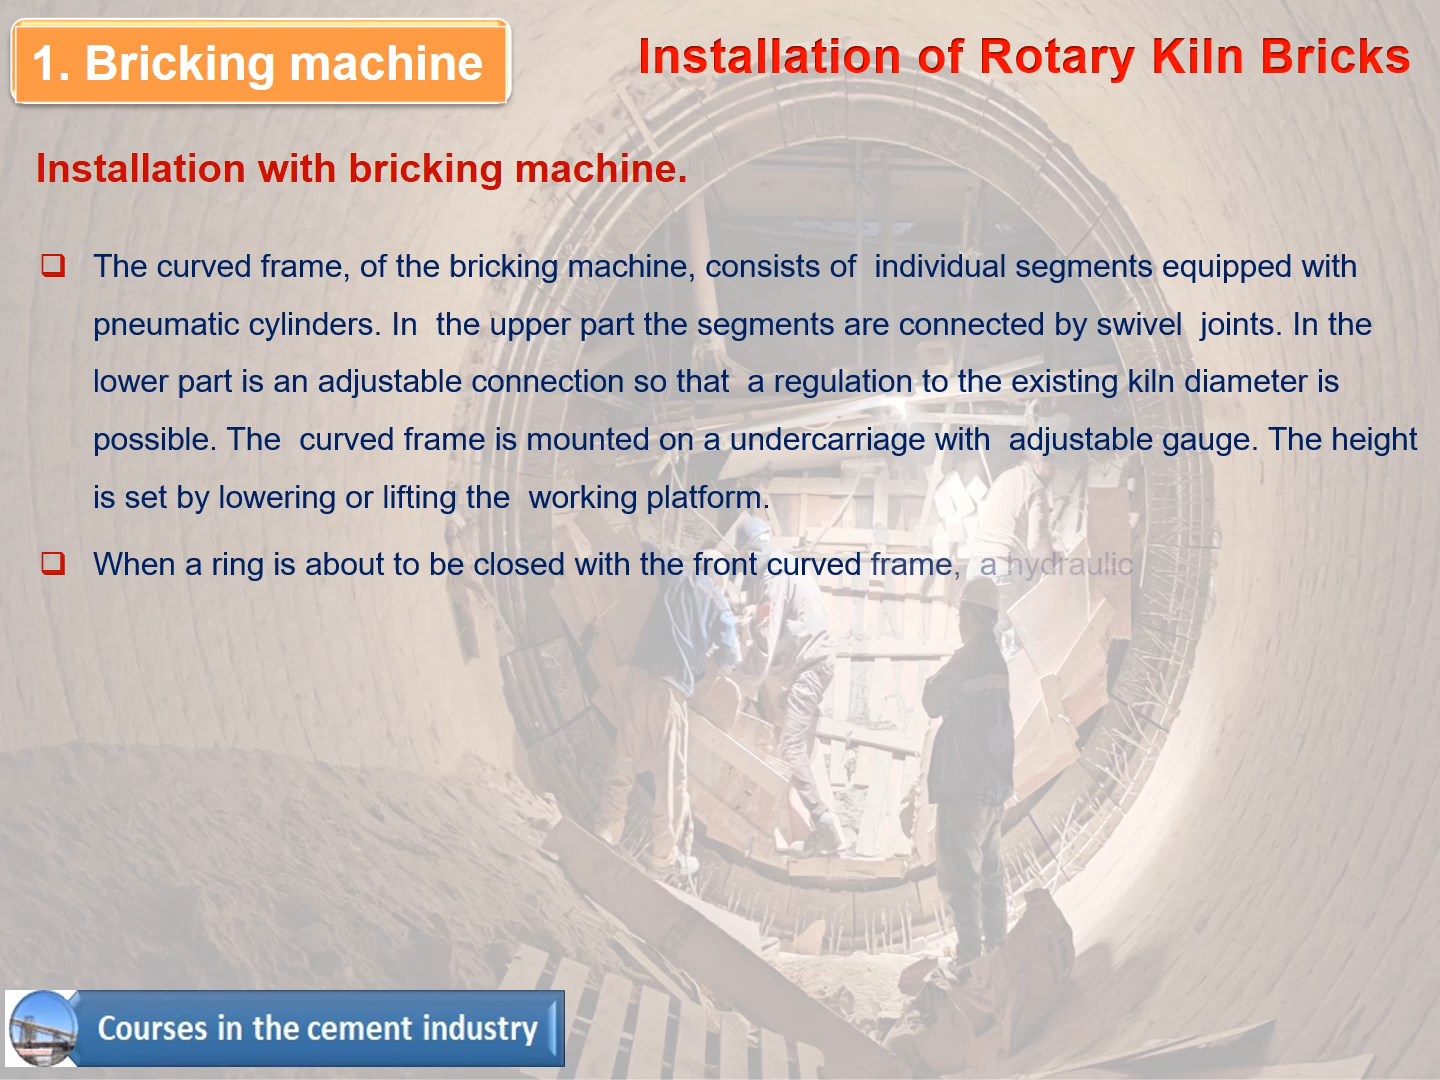 1. Bricking machine
Installation of Rotary Kiln Bricks
Installation with bricking machine.
The curved frame, of the bricking machine, consists of individual segments equipped with
pneumatic cylinders. In the upper part the segments are connected by swivel joints. In the
lower part is an adjustable connection so that a regulation to the existing kiln diameter is
possible. The curved frame is mounted on a undercarriage with adjustable gauge. The height
is set by lowering or lifting the working platform.
When a ring is about to be closed with the front curved frame, a hydraulic
Courses in the cement industry